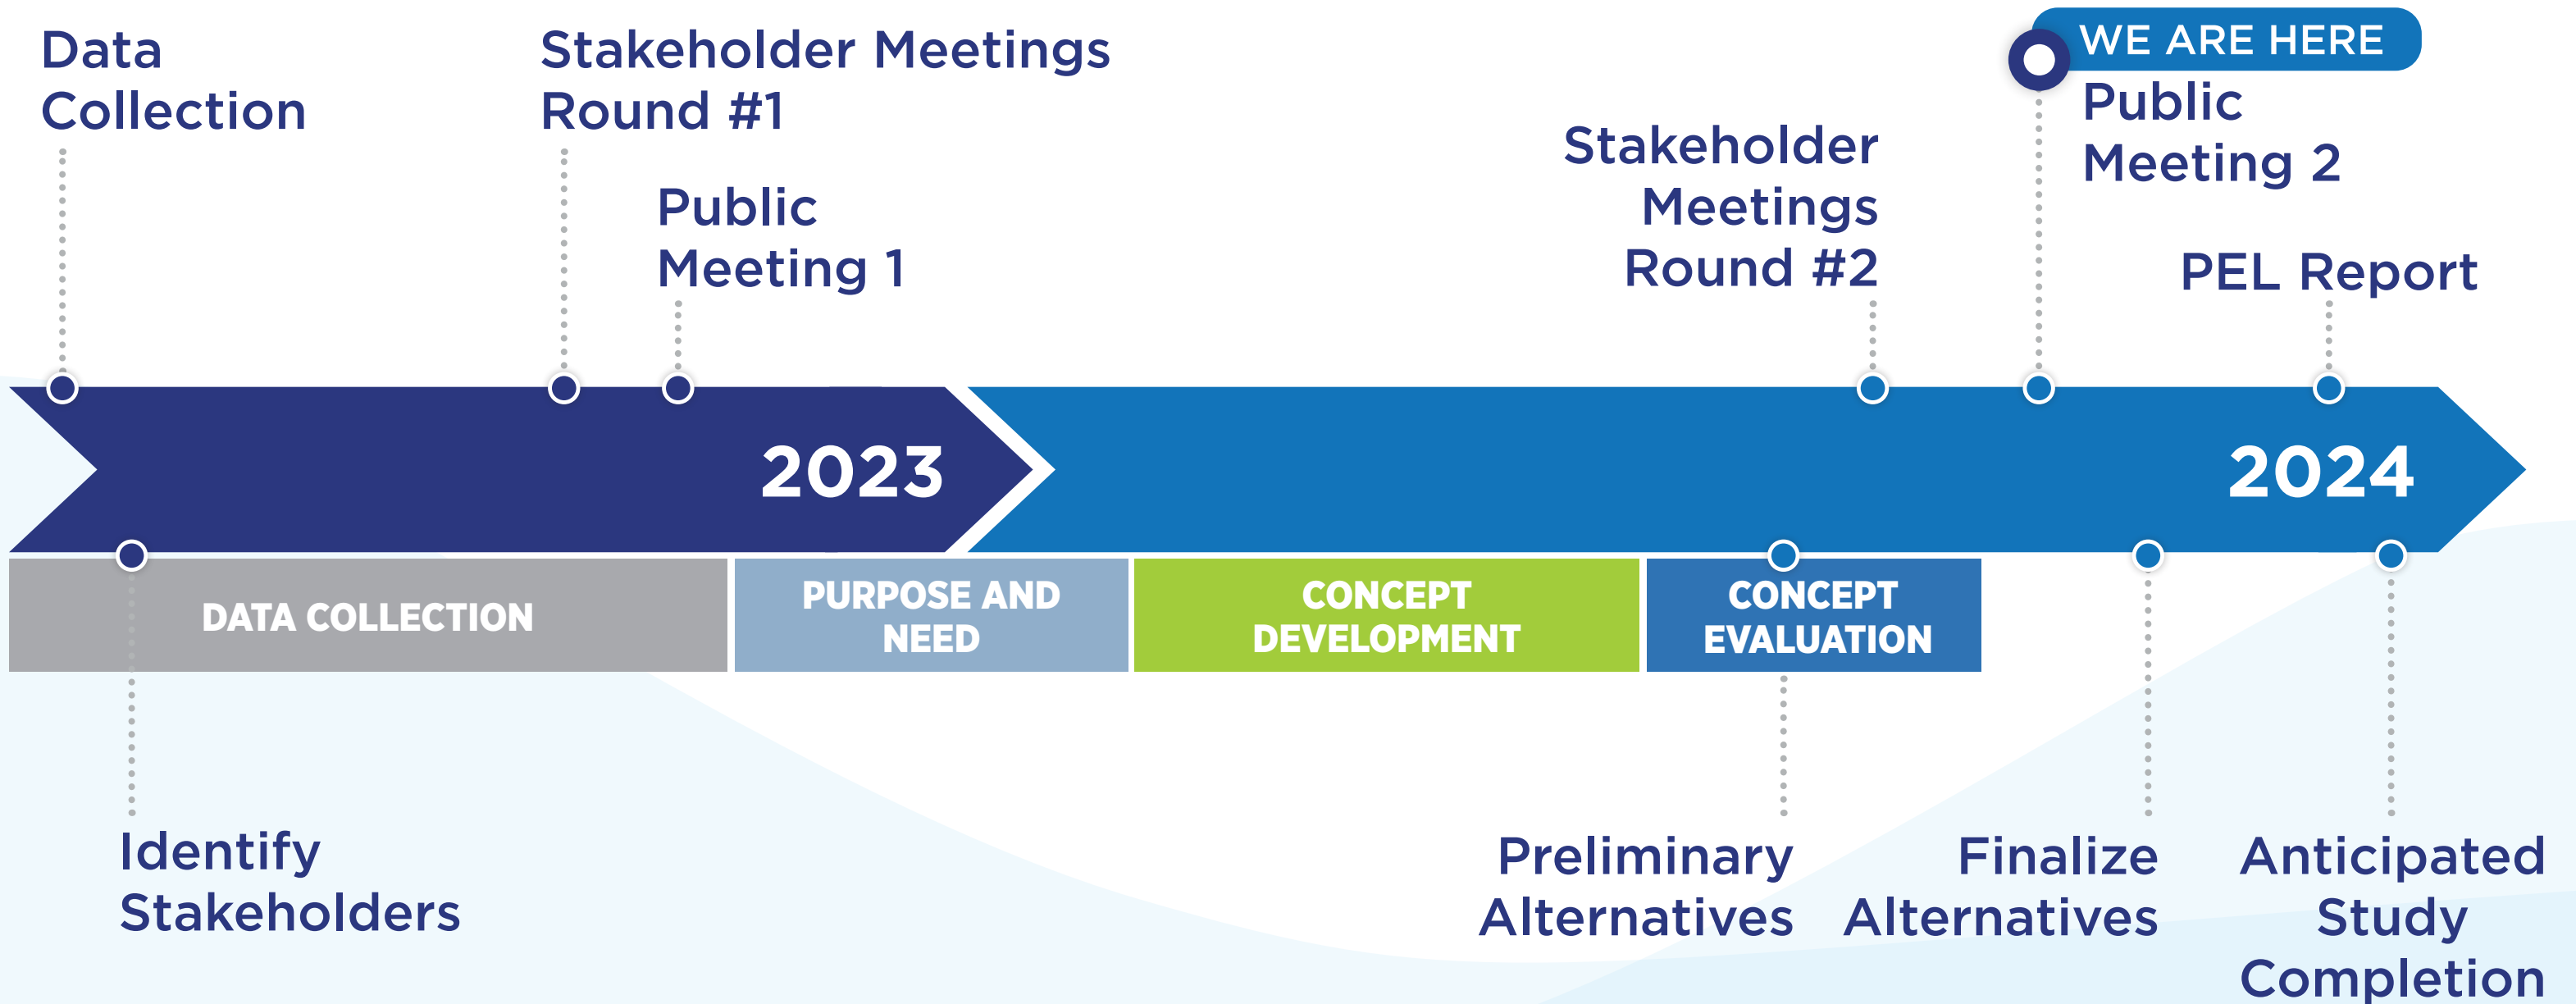 Data
Collection
Stakeholder Meetings
Round #1
Public
Meeting 1
Stakeholder
Meetings
Round #2
WE ARE HERE
Public
Meeting 2
PEL Report
2023
2024
DATA COLLECTION
PURPOSE AND
NEED
CONCEPT
DEVELOPMENT
CONCEPT
EVALUATION
Identify
Stakeholders
Preliminary
Alternatives
Finalize
Alternatives
Anticipated
Study
Completion